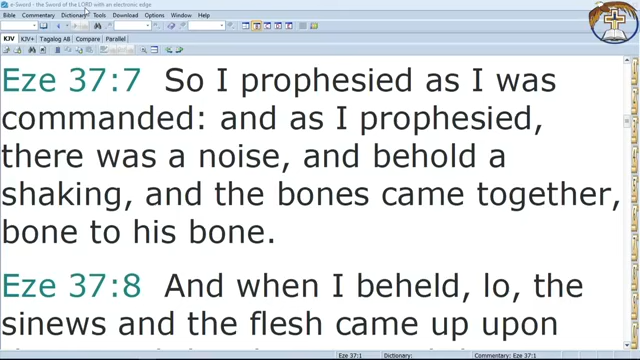 e-Sword - the Sword of the LORD with an electronic edge
Bible Commentary Dictionary Tools Download Options Window Help
KJV KJV+ Tagalog AB Compare Parallel
Eze 37:7 So I prophesied as I was
commanded: and as I prophesied,
there was a noise, and behold a
shaking, and the bones came together,
bone to his bone.
Eze 37:8 And when I beheld, lo, the
sinews and the flesh came up upon
Eze 37:1 Dictionary: Commentary: Eze 37:1